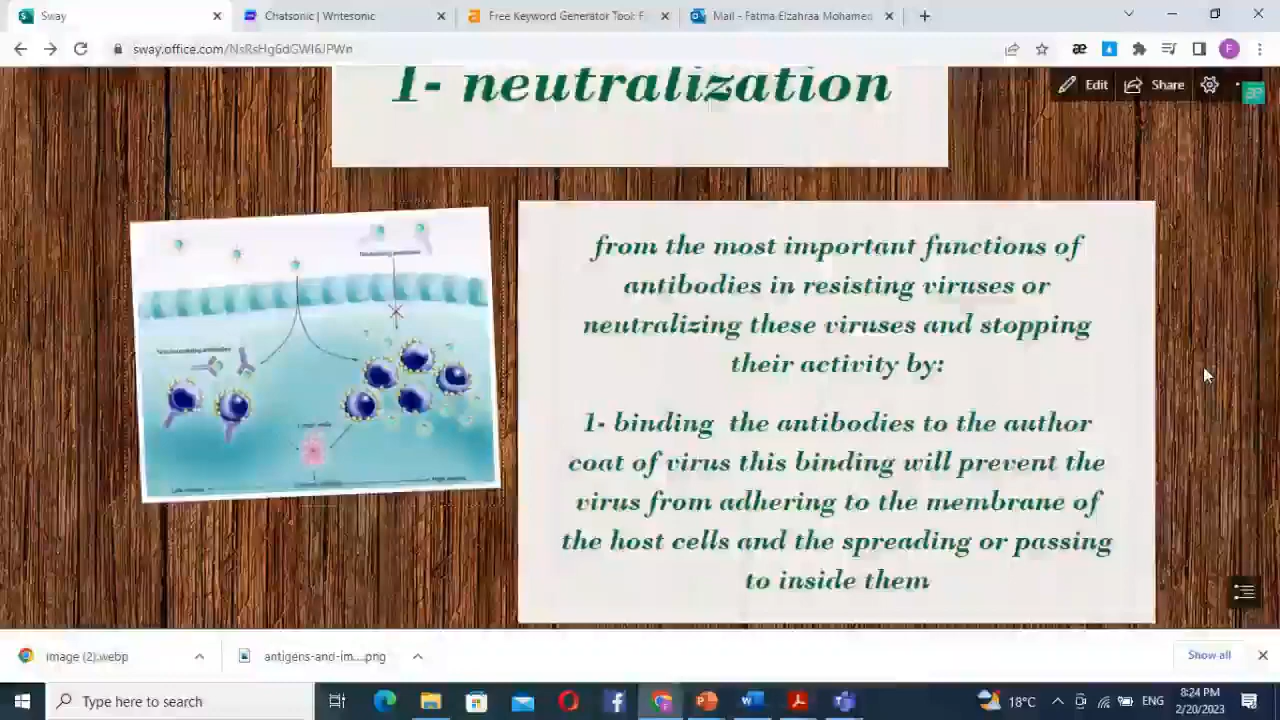 Sway
Chatsonic | Writesonic
Free Keyword Generator Tool: F
Mail - Fatma Elzahraa Mohamed
sway.office.com/NsRsHg6dGWI6JPWn
F
1- neutralization
Edit
Share
from the most important functions of
antibodies in resisting viruses or
neutralizing these viruses and stopping
their activity by:
1- binding the antibodies to the author
coat of virus this binding will prevent the
virus from adhering to the membrane of
the host cells and the spreading or passing
to inside them
image (2).webp
antigens-and-im....png
Show all
Type here to search
18°C
ENG
8:24 PM
2/20/2023